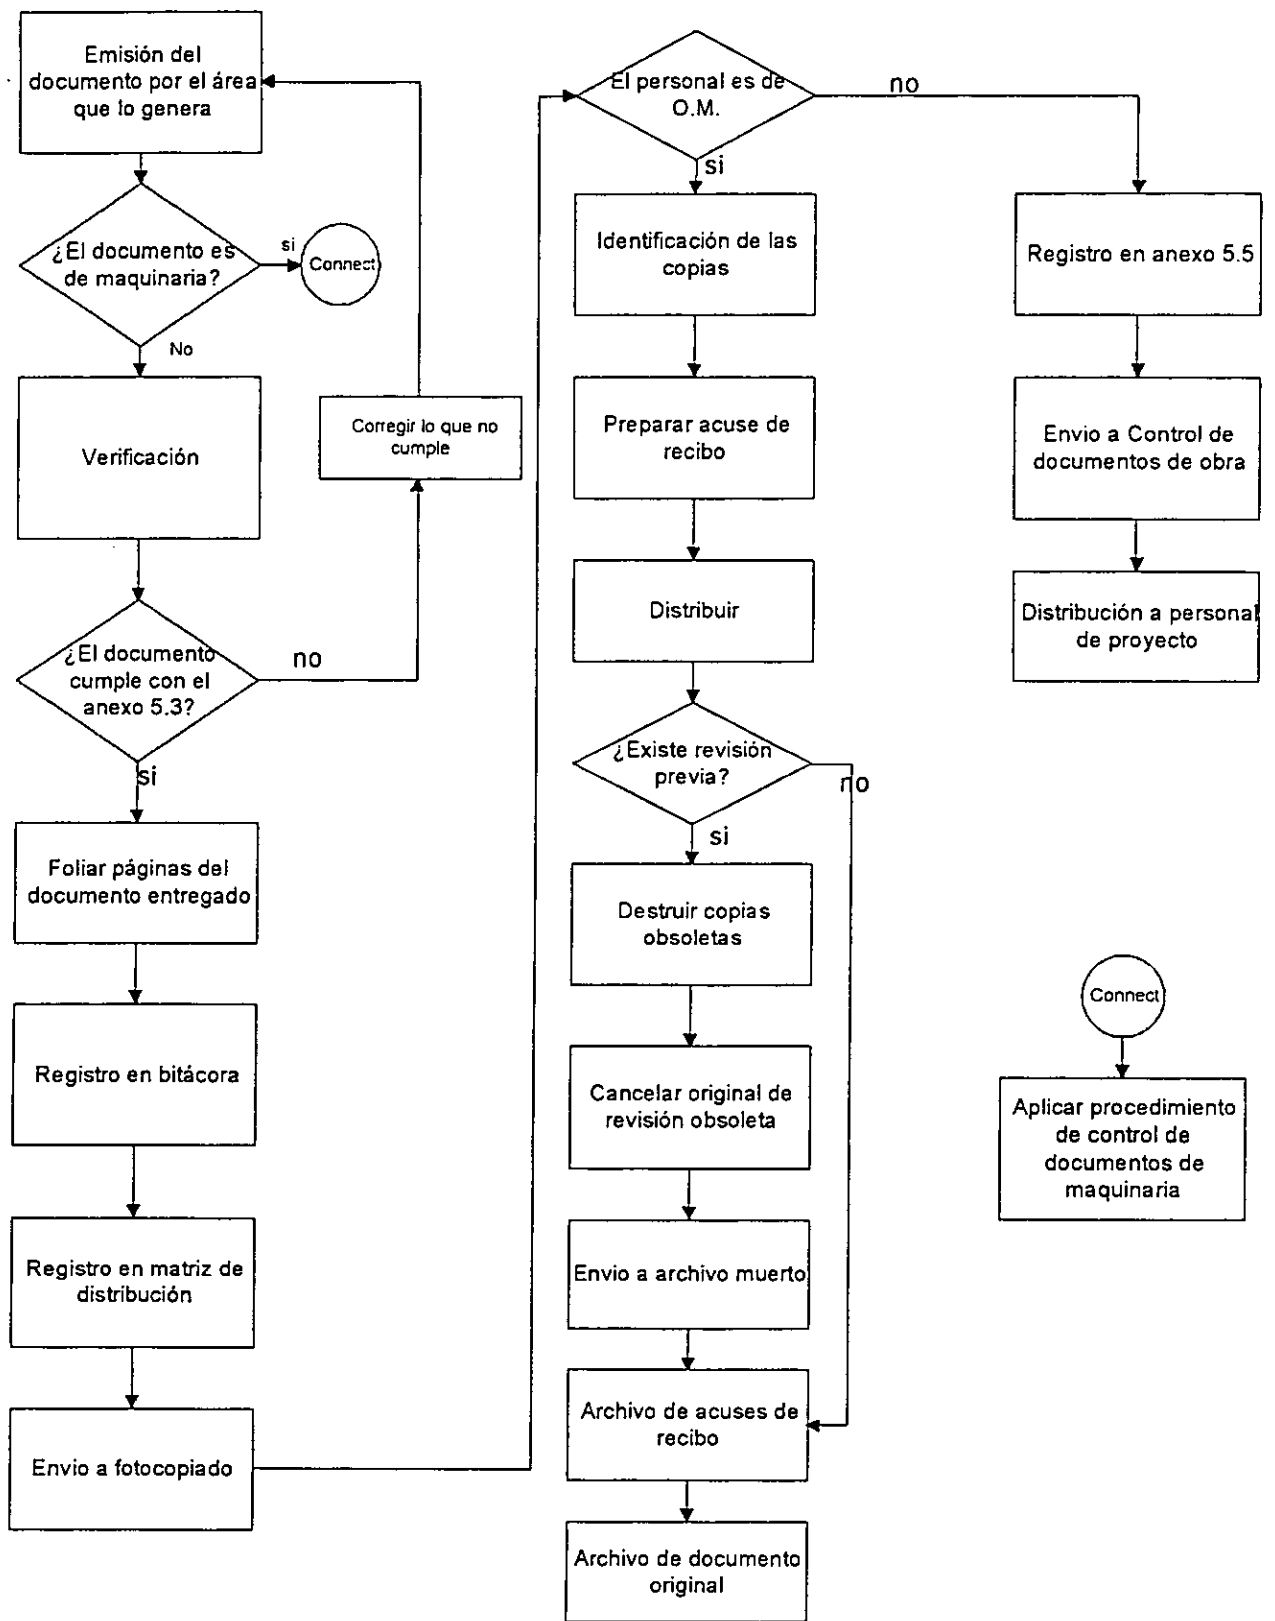 Emisión del
documento por el área
que lo genera
¿El documento es
de maquinaria?
si
Connect
No
Verificación
Corregir lo que no
cumple
¿El documento
cumple con el
anexo 5.3?
no
si
Foliar páginas del
documento entregado
Registro en bitácora
Registro en matriz de
distribución
Envio a fotocopiado
El personal es de
O.M.
no
si
Identificación de las
copias
Preparar acuse de
recibo
Distribuir
¿Existe revisión
previa?
no
si
Destruir copias
obsoletas
Cancelar original de
revisión obsoleta
Envio a archivo muerto
Archivo de acuses de
recibo
Archivo de documento
original
Registro en anexo 5.5
Envio a Control de
documentos de obra
Distribución a personal
de proyecto
Connect
Aplicar procedimiento
de control de
documentos de
maquinaria